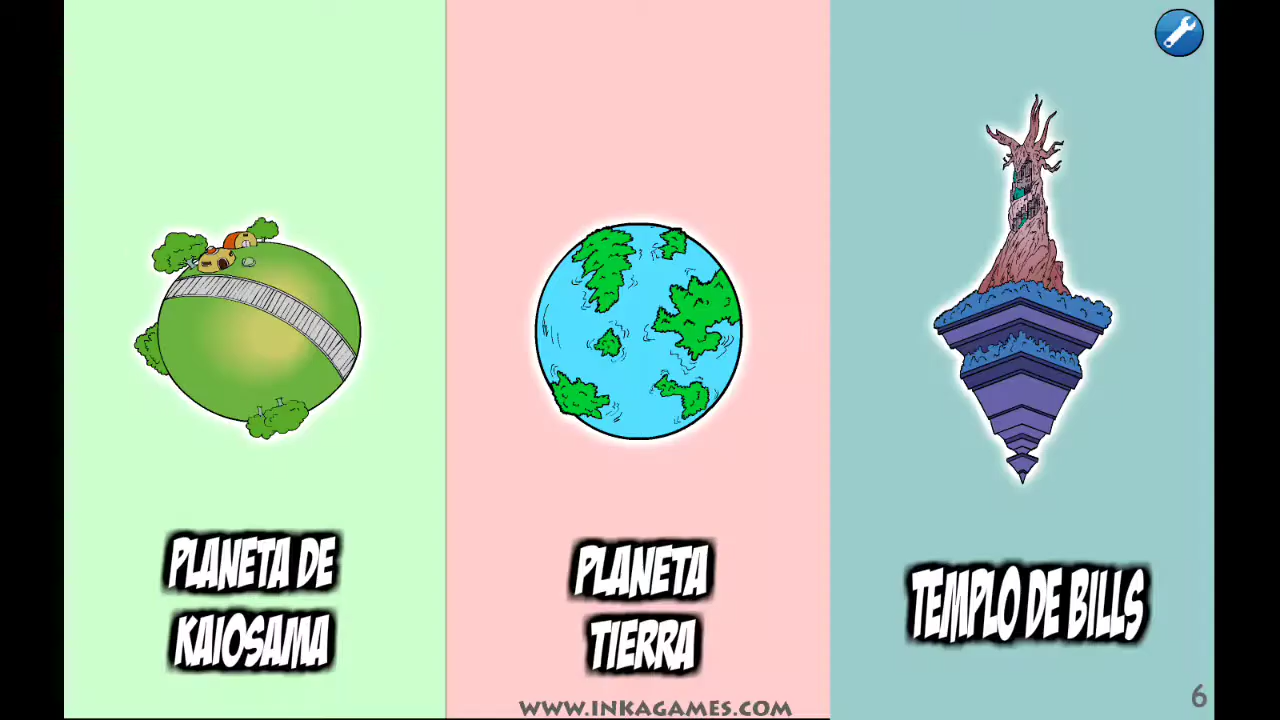 PLANETA DE
KAIOSAMA
PLANETA
TIERRA
TEMPLO DE BILLS
WWW.INKAGAMES.COM
6